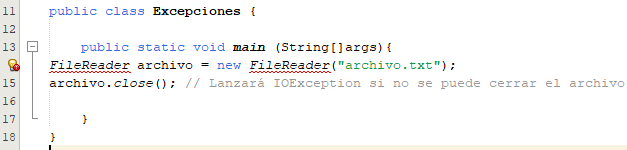 11 public class Excepciones {
12
13 public static void main (String[]args){
FileReader archivo = new FileReader("archivo.txt");
15 archivo.close(); // Lanzará IOException si no se puede cerrar el archivo
16
17 }
18 }